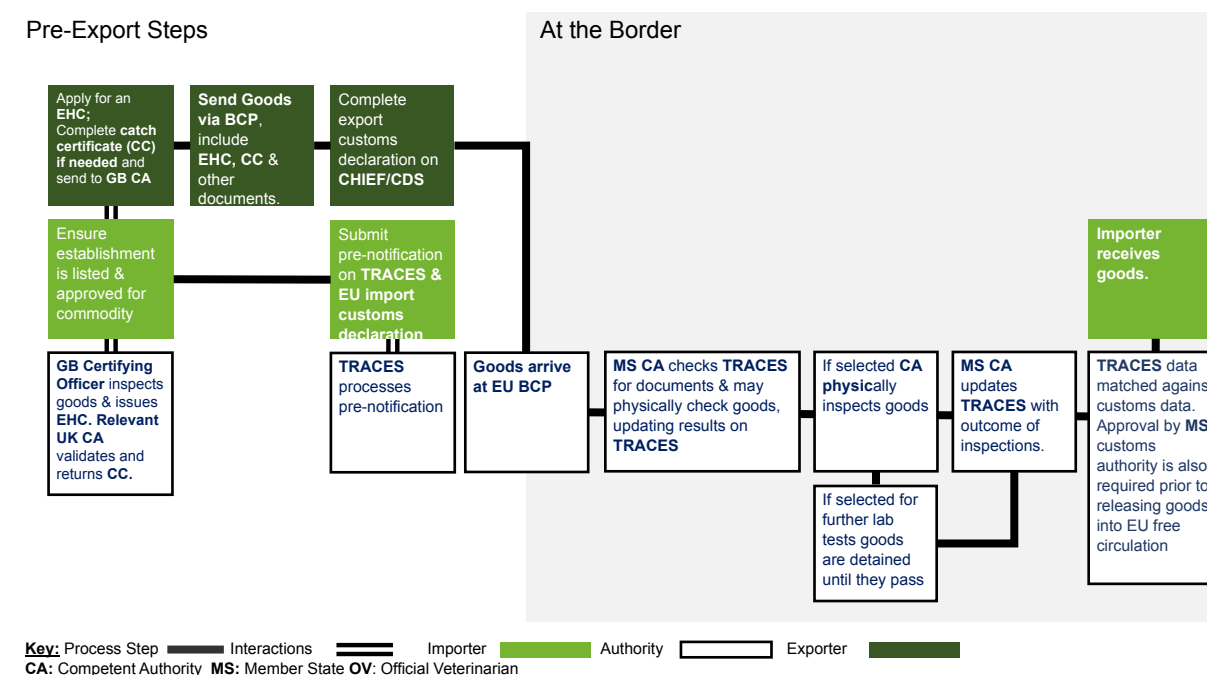 Pre-Export Steps
At the Border
Apply for an
EHC;
Complete catch
certificate (CC)
if needed and
send to GB CA
Send Goods
via BCP,
include
EHC, CC &
other
documents.
Complete
export
customs
declaration on
CHIEF/CDS
Ensure
establishment
is listed &
approved for
commodity
Submit
pre-notification
on TRACES &
EU import
customs
declaration
Importer
receives
goods.
GB Certifying
Officer inspects
goods & issues
EHC. Relevant
UK CA
validates and
returns CC.
TRACES
processes
pre-notification
Goods arrive
at EU BCP
MS CA checks TRACES
for documents & may
physically check goods,
updating results on
TRACES
If selected CA
physically
inspects goods
MS CA
updates
TRACES with
outcome of
inspections.
TRACES data
matched agains
customs data.
Approval by MS
customs
authority is also
required prior to
releasing goods
into EU free
circulation
If selected for
further lab
tests goods
are detained
until they pass
Key: Process Step Interactions Importer Authority Exporter
CA: Competent Authority MS: Member State OV: Official Veterinarian